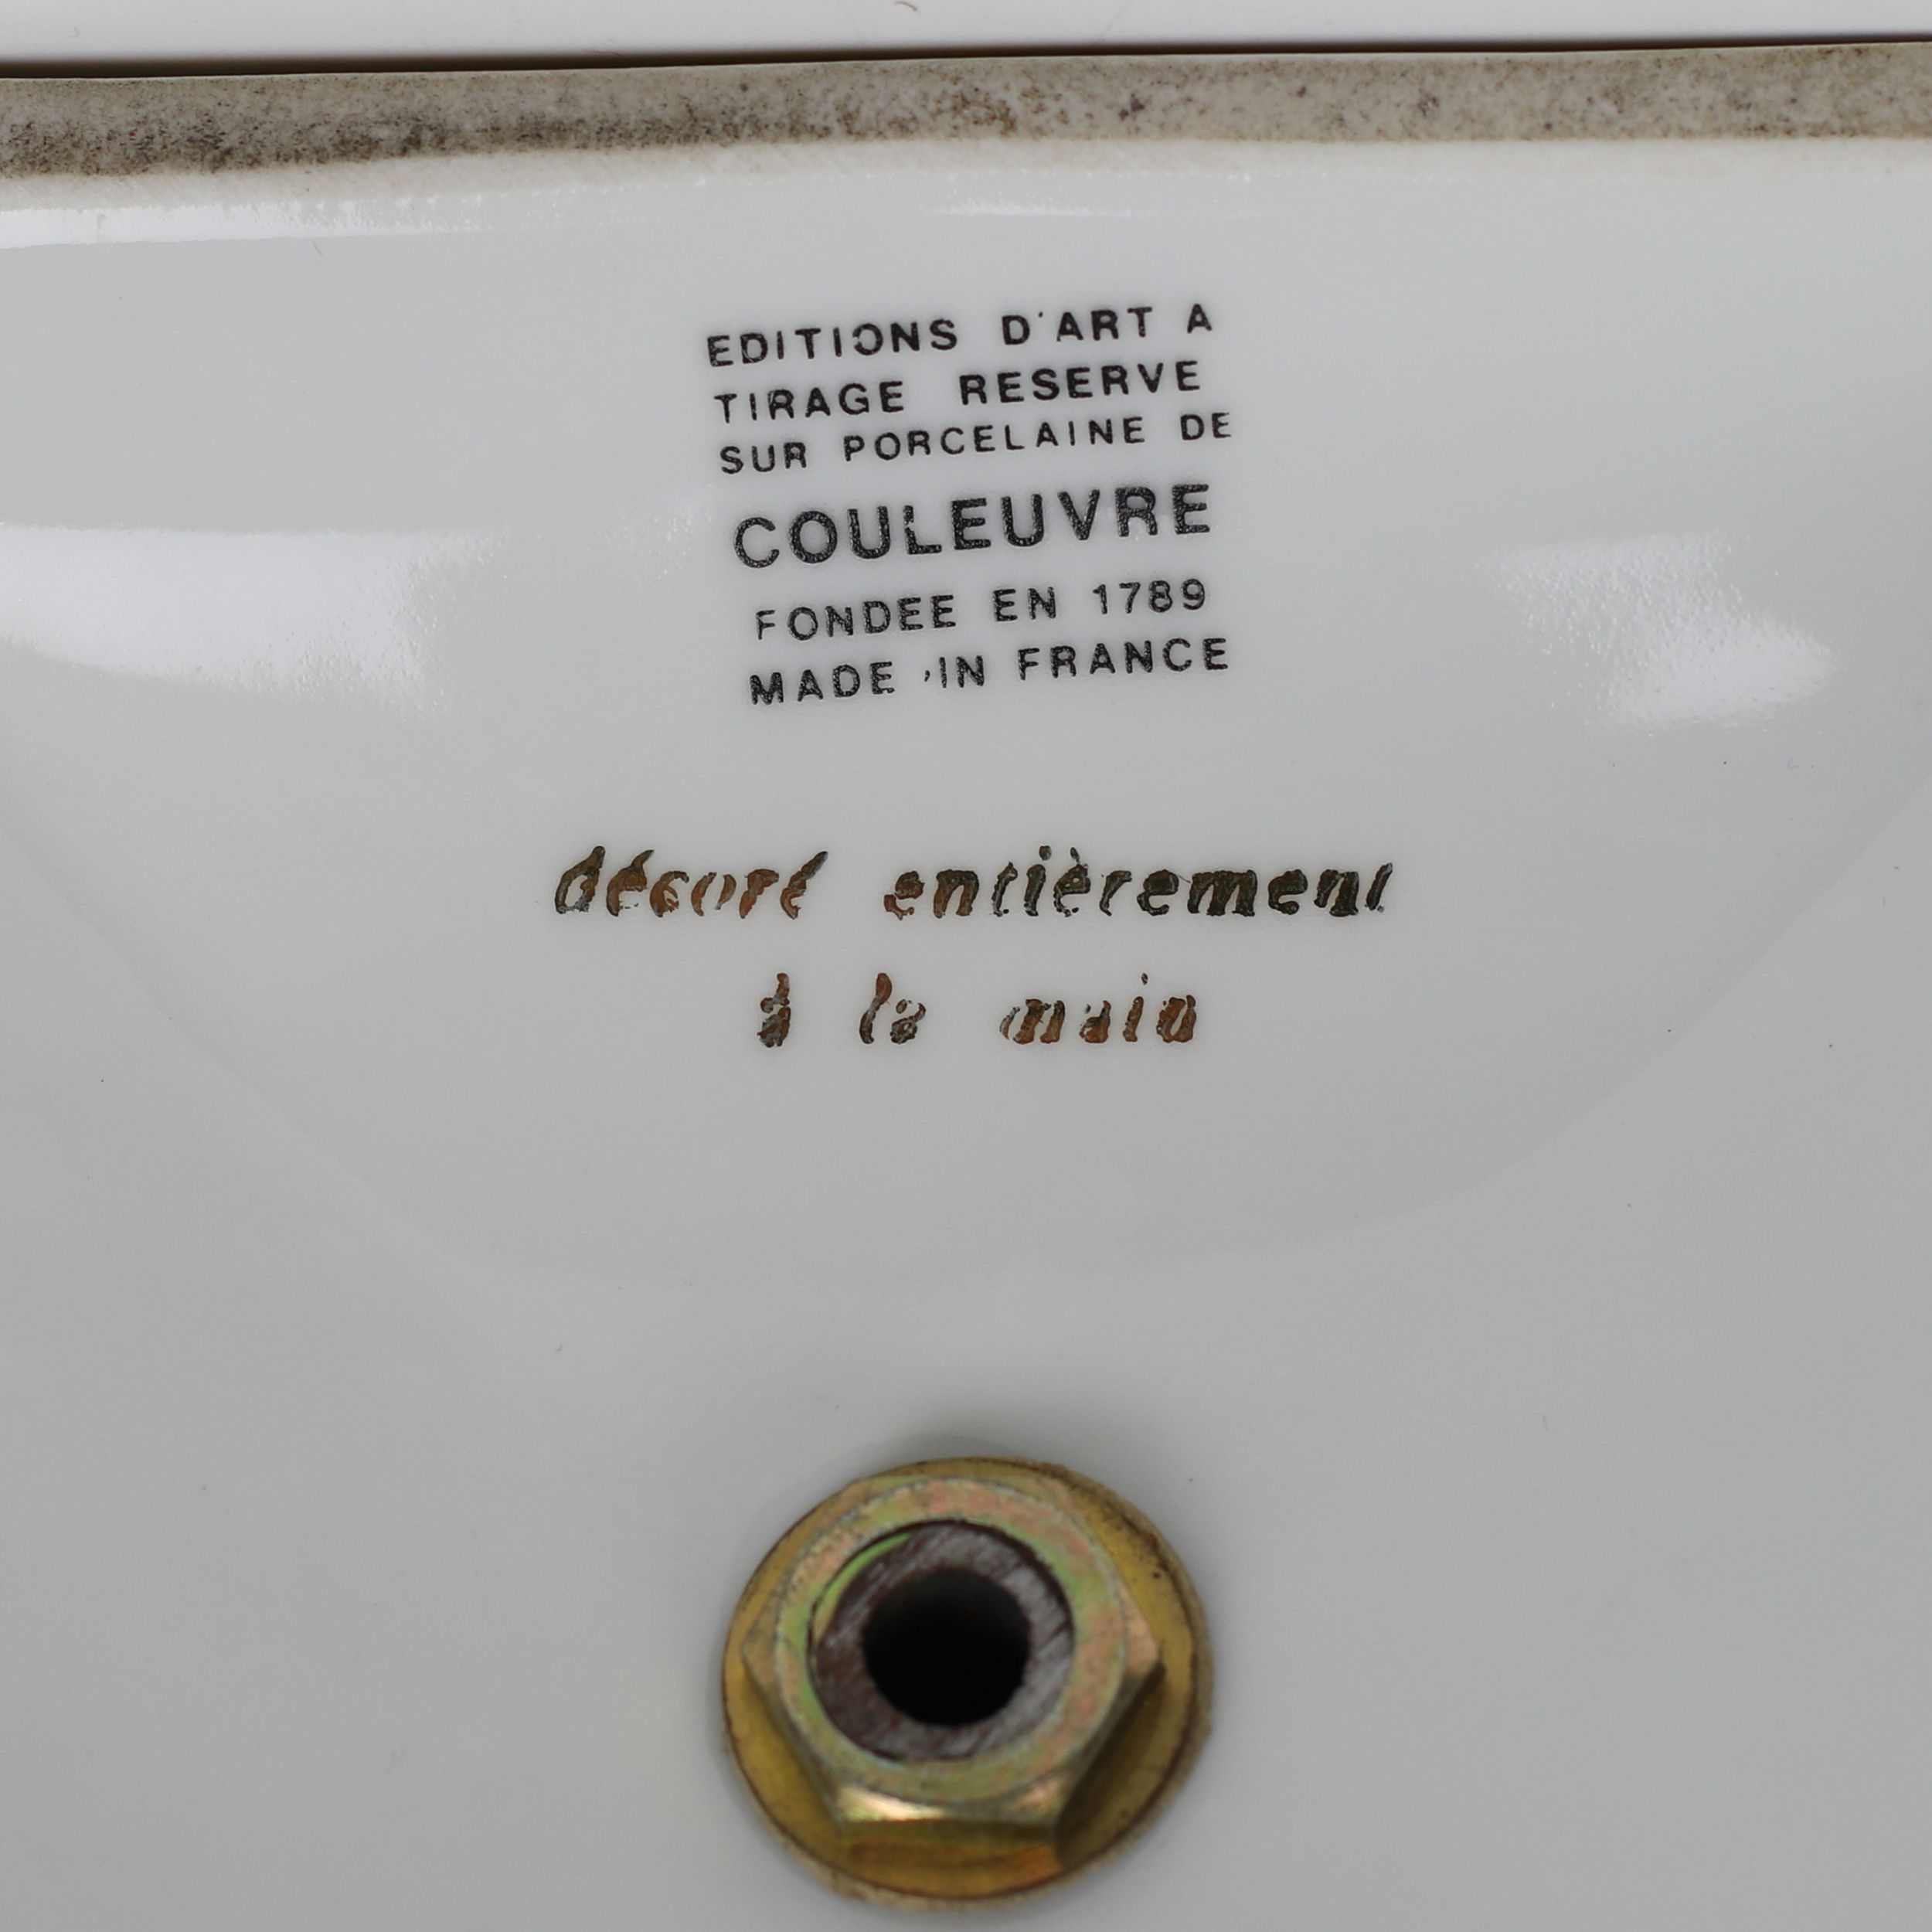 EDITIONS D'ART A
TIRAGE RESERVE
SUR PORCELAINE DE
COULEUVRE
FONDEE EN 1789
MADE IN FRANCE
décoré entièrement
à la main